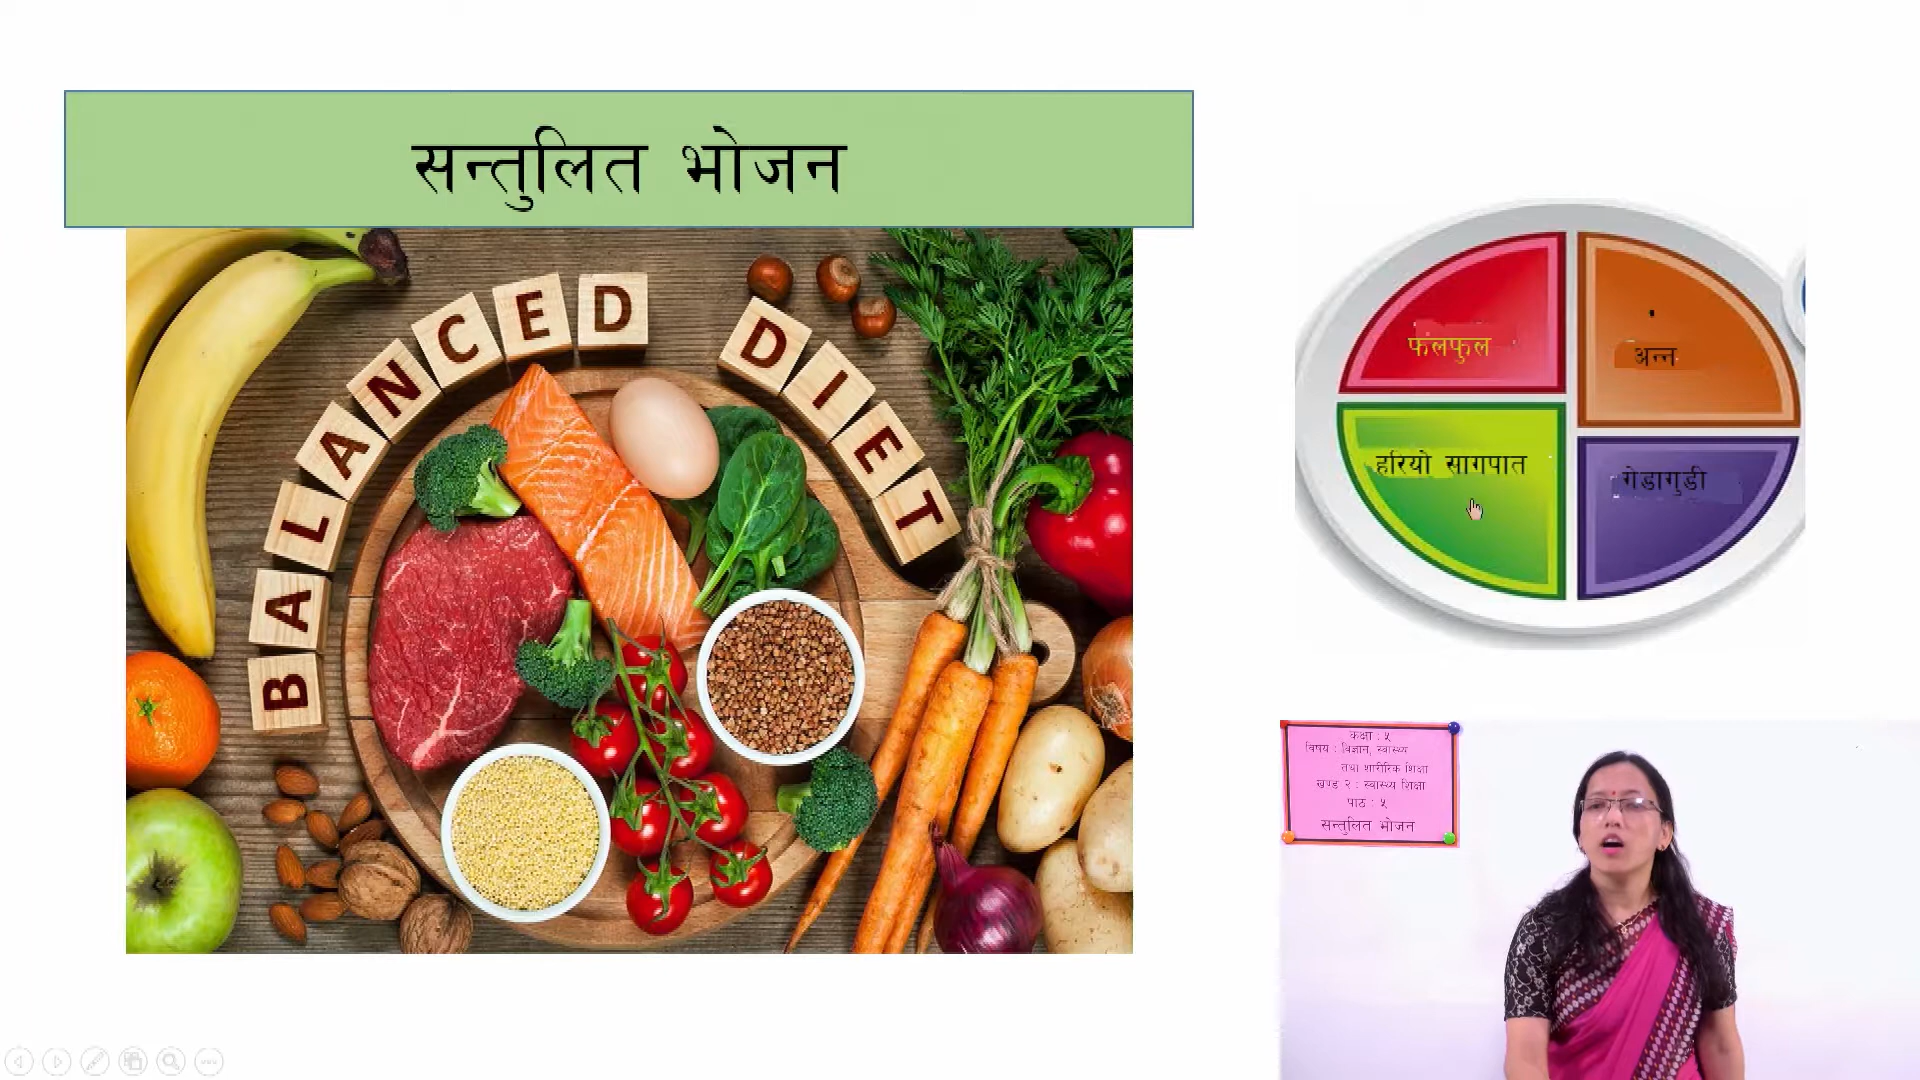 सन्तुलित भोजन
BALANCED DIET
फलफुल
अन्न
हरियो सागपात
गेडागुडी
कक्षा : ५
विषय : विज्ञान, स्वास्थ्य
तथा शारीरिक शिक्षा
खण्ड २ : स्वास्थ्य शिक्षा
पाठ : ५
सन्तुलित भोजन